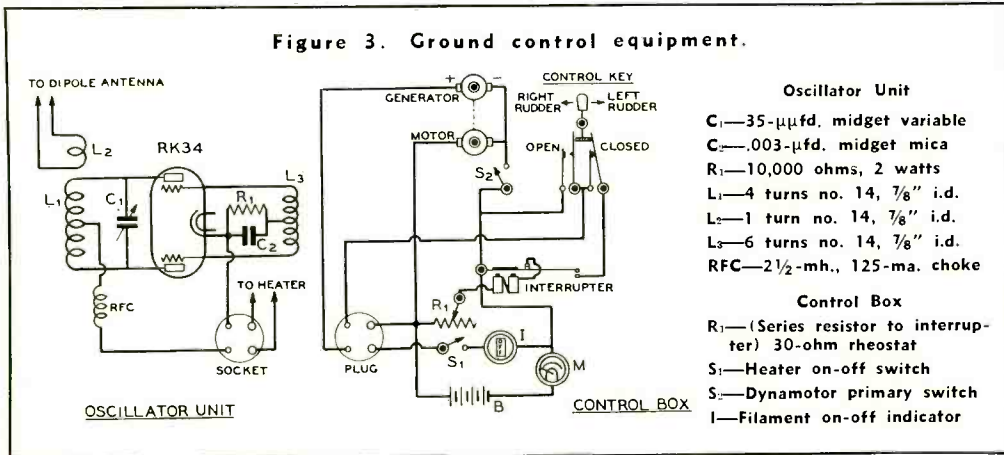 Figure 3. Ground control equipment.
TO DIPOLE ANTENNA
L2
RK34
L1
C1
L3
R1
C2
RFC
TO HEATER
SOCKET
OSCILLATOR UNIT
+ -
GENERATOR
MOTOR
S2
CONTROL KEY
RIGHT RUDDER
LEFT RUDDER
OPEN
CLOSED
INTERRUPTER
R1
S1
OFF
I
M
PLUG
B
CONTROL BOX
Oscillator Unit
C1—35-μμfd. midget variable
C2—.003-μfd. midget mica
R1—10,000 ohms, 2 watts
L1—4 turns no. 14, 7/8" i.d.
L2—1 turn no. 14, 7/8" i.d.
L3—6 turns no. 14, 7/8" i.d.
RFC—2½-mh., 125-ma. choke
Control Box
R1—(Series resistor to interrup-
ter) 30-ohm rheostat
S1—Heater on-off switch
S2—Dynamotor primary switch
I—Filament on-off indicator